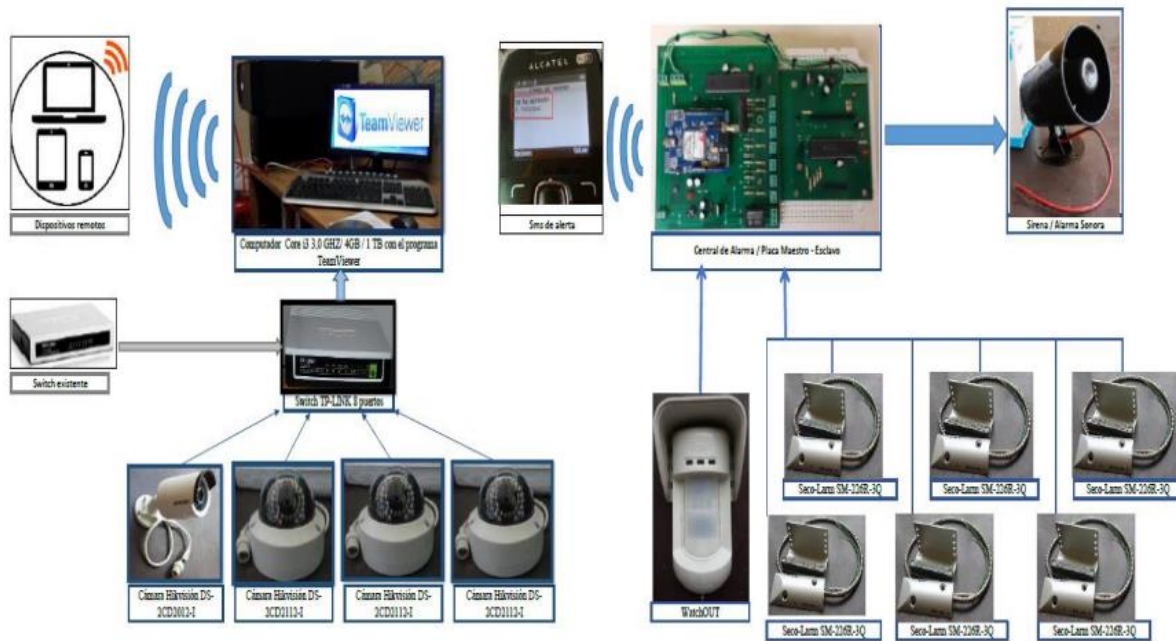 TeamViewer
ALCATEL
Dispositivos remotos
Computador Core i3 3,0 GHZ/ 4GB / 1 TB con el programa
TeamViewer
Sms de alerta
Central de Alarma / Placa Maestro - Esclavo
Sirena / Alarma Sonora
Switch existente
Switch TP-LINK 8 puertos
Cámara Hikvisión DS-
2CD2012-I
Cámara Hikvisión DS-
2CD2112-I
Cámara Hikvisión DS-
2CD2112-I
Cámara Hikvisión DS-
2CD2112-I
WatchOUT
Seco-Larm SM-226R-3Q
Seco-Larm SM-226R-3Q
Seco-Larm SM-226R-3Q
Seco-Larm SM-226R-3Q
Seco-Larm SM-226R-3Q
Seco-Larm SM-226R-3Q